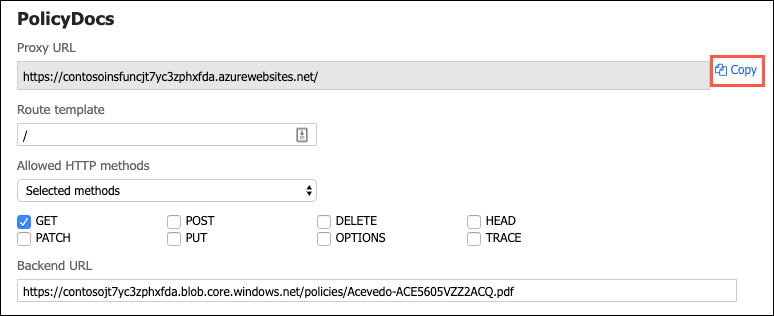 PolicyDocs
Proxy URL
https://contosoinsfuncjt7yc3zphxfda.azurewebsites.net/
Copy
Route template
/
Allowed HTTP methods
Selected methods
GET POST DELETE HEAD
PATCH PUT OPTIONS TRACE
Backend URL
https://contosojt7yc3zphxfda.blob.core.windows.net/policies/Acevedo-ACE5605VZZ2ACQ.pdf